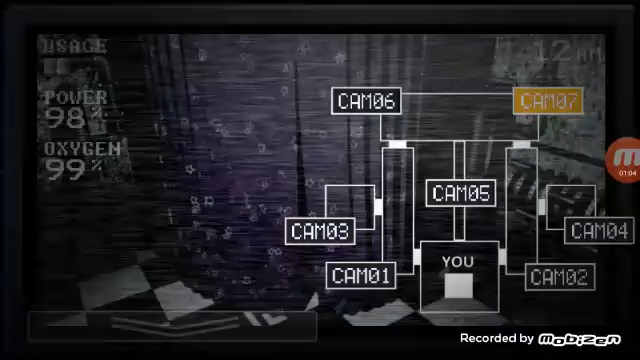 USAGE
12 AM
POWER
98%
OXYGEN
99%
CAM06
CAM07
CAM05
CAM03
CAM04
YOU
CAM01
CAM02
01:04
Recorded by Mobizen